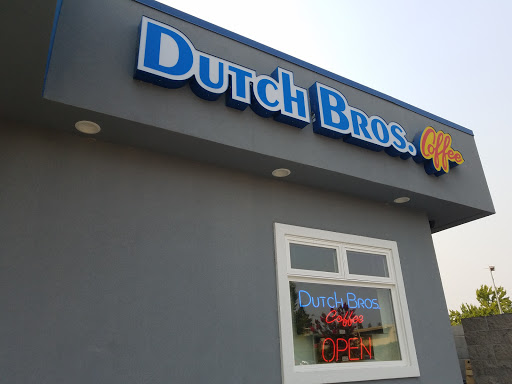 DUTCH BROS. Coffee
DUTCH BROS.
Coffee
OPEN